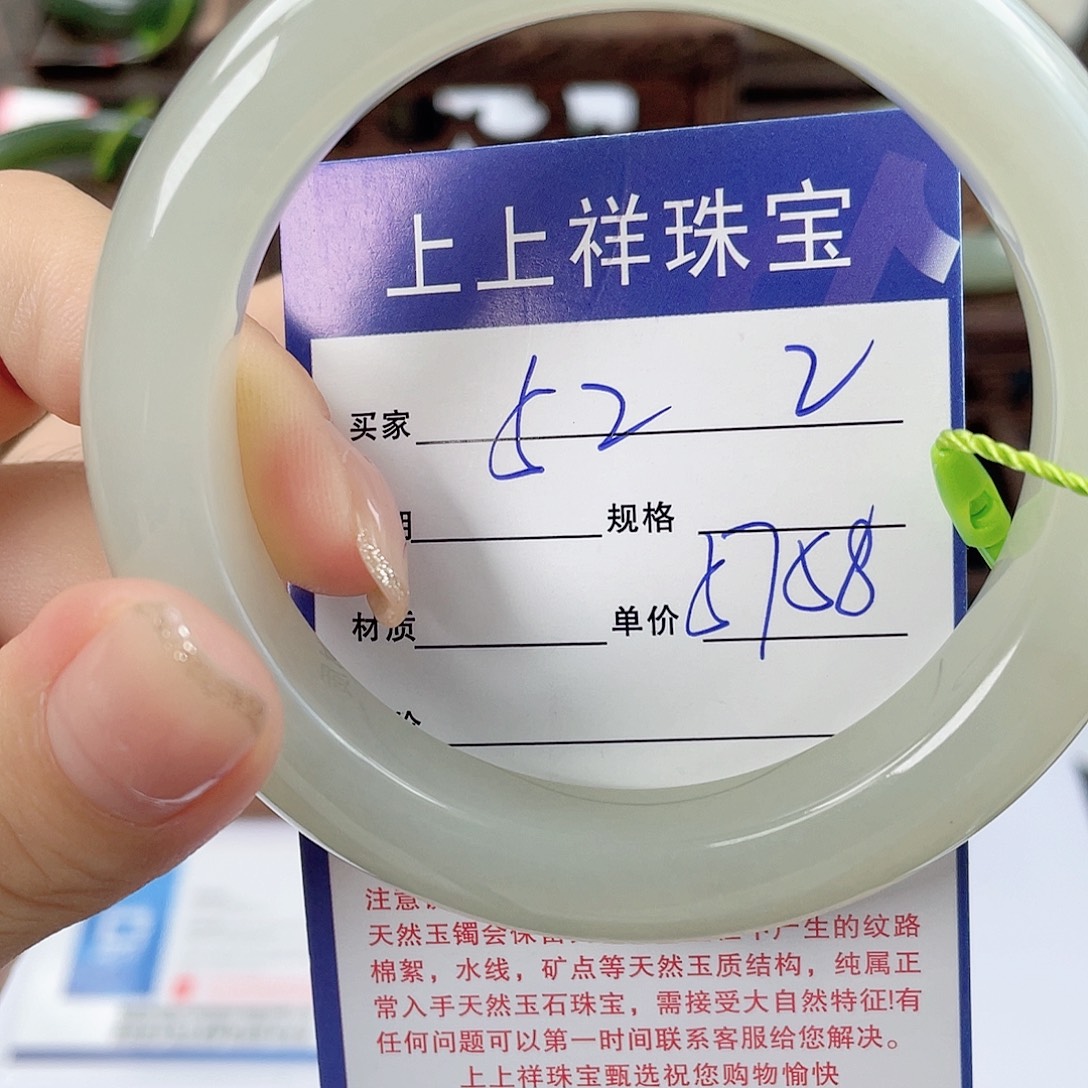 上上祥珠宝
买家 52 2
规格
材质 单价 5758
注意
天然玉镯会保 产生的纹路
棉絮，水线，矿点等天然玉质结构，纯属正
常入手天然玉石珠宝，需接受大自然特征!有
任何问题可以第一时间联系客服给您解决。
上上祥珠宝甄选祝您购物愉快